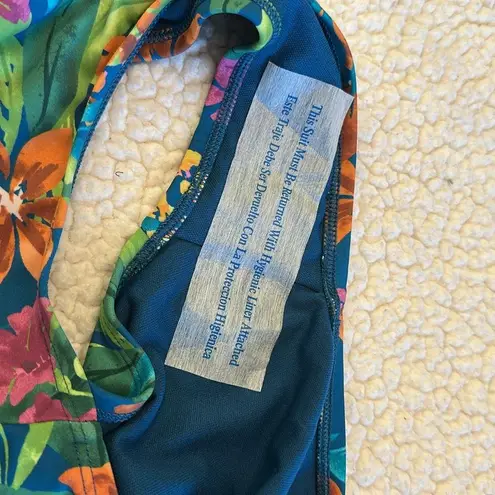 This Suit Must Be Returned With Hygienic Liner Attached
Este Traje Debe Ser Devuelto Con La Proteccion Higienica